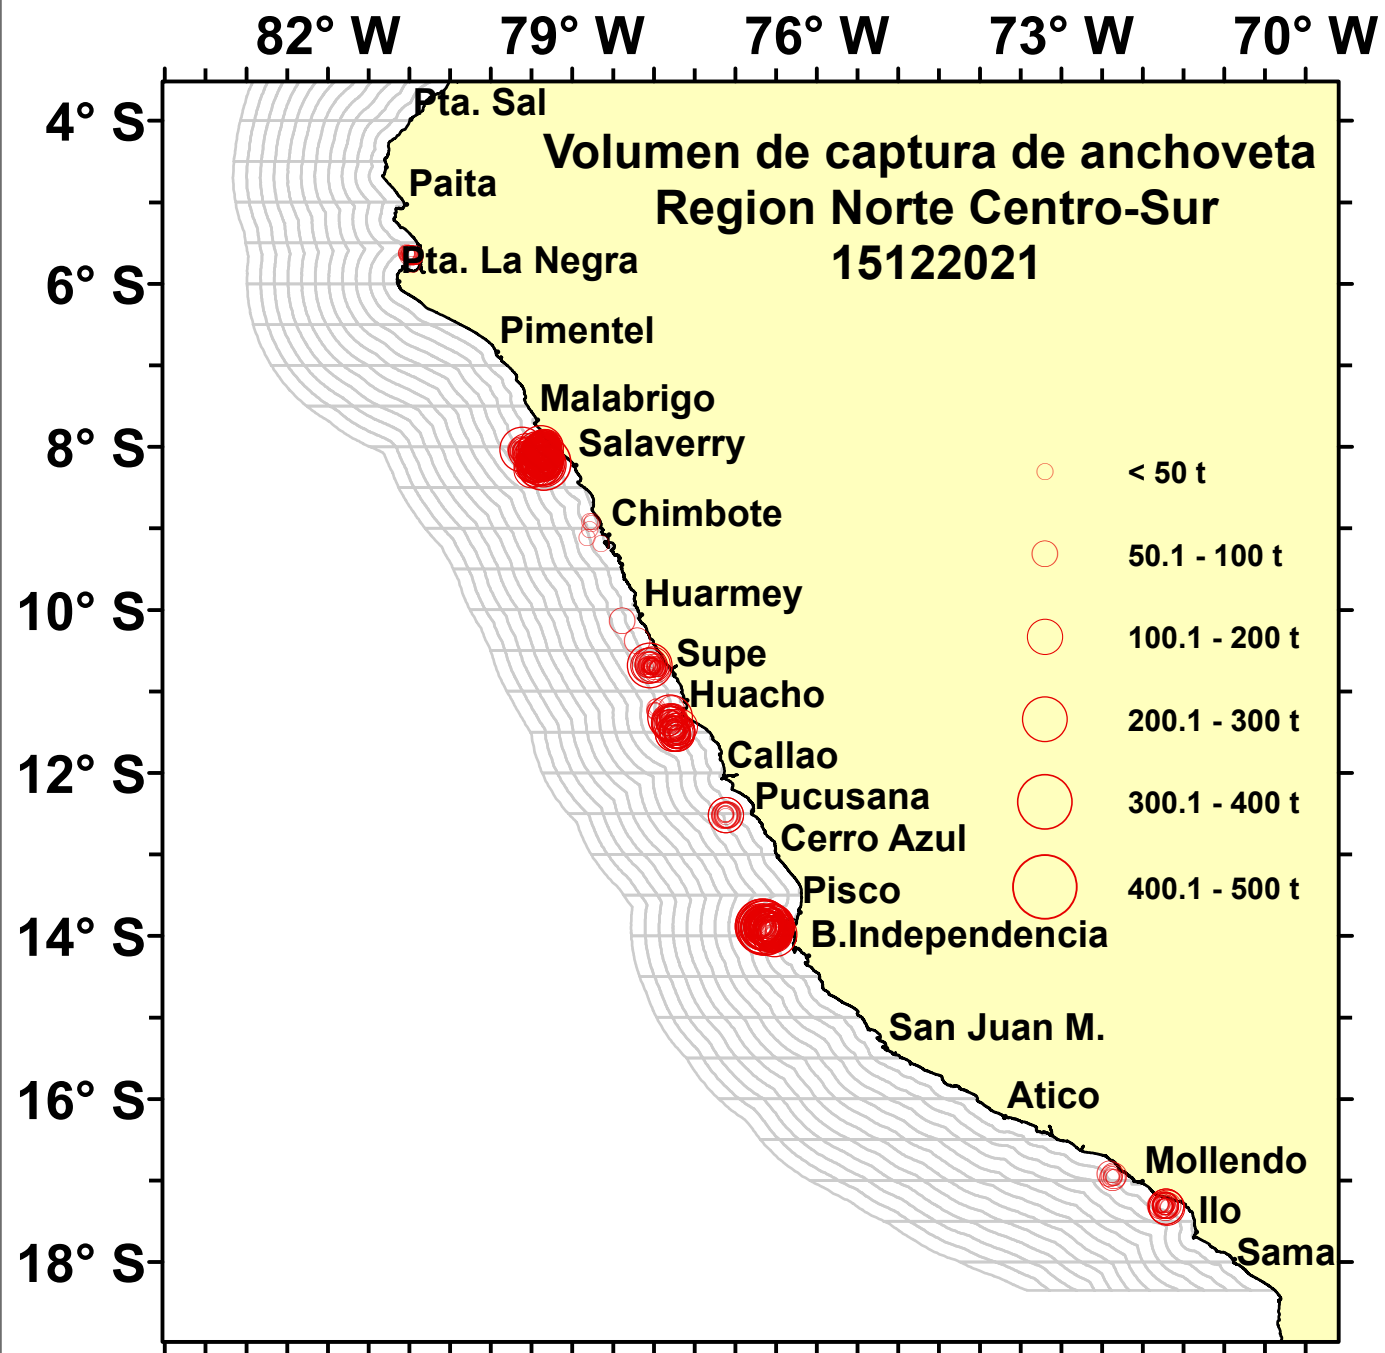 82° W 79° W 76° W 73° W 70° W
4° S
6° S
8° S
10° S
12° S
14° S
16° S
18° S
Volumen de captura de anchoveta
Region Norte Centro-Sur
15122021
Pta. Sal
Paita
Pta. La Negra
Pimentel
Malabrigo
Salaverry
Chimbote
Huarmey
Supe
Huacho
Callao
Pucusana
Cerro Azul
Pisco
B.Independencia
San Juan M.
Atico
Mollendo
Ilo
Sama
< 50 t
50.1 - 100 t
100.1 - 200 t
200.1 - 300 t
300.1 - 400 t
400.1 - 500 t